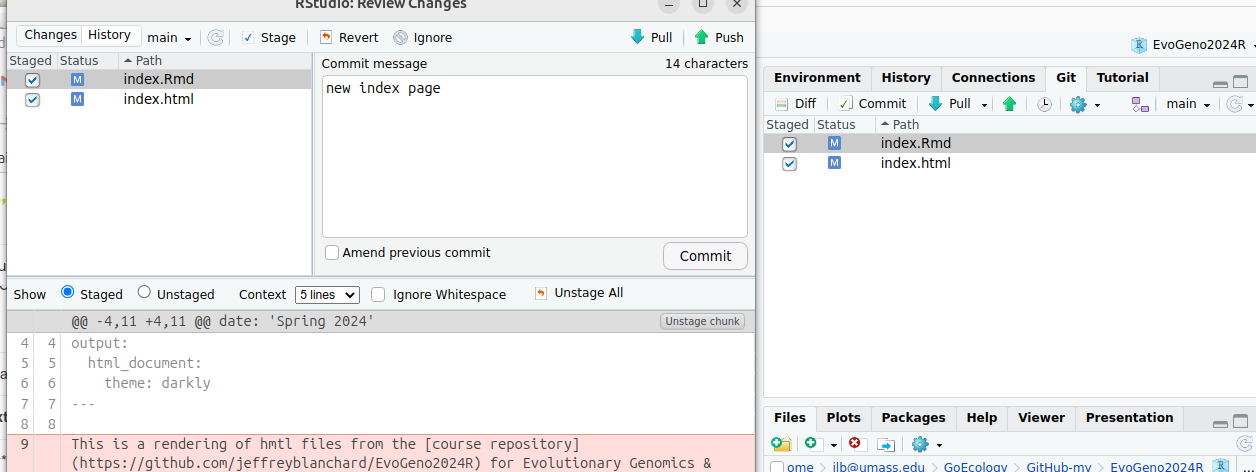 RStudio: Review Changes
Changes History main Stage Revert Ignore Pull Push
Staged Status Path
M index.Rmd
M index.html
Commit message 14 characters
new index page
Amend previous commit Commit
Show Staged Unstaged Context 5 lines Ignore Whitespace Unstage All
@@ -4,11 +4,11 @@ date: 'Spring 2024' Unstage chunk
4 4 output:
5 5 html_document:
6 6 theme: darkly
7 7 ---
8 8
9 This is a rendering of hmtl files from the [course repository]
(https://github.com/jeffreyblanchard/EvoGeno2024R) for Evolutionary Genomics &
EvoGeno2024R
Environment History Connections Git Tutorial
Diff Commit Pull main
Staged Status Path
M index.Rmd
M index.html
Files Plots Packages Help Viewer Presentation
ome jlb@umass.edu GoEcology GitHub-my EvoGeno2024R ...